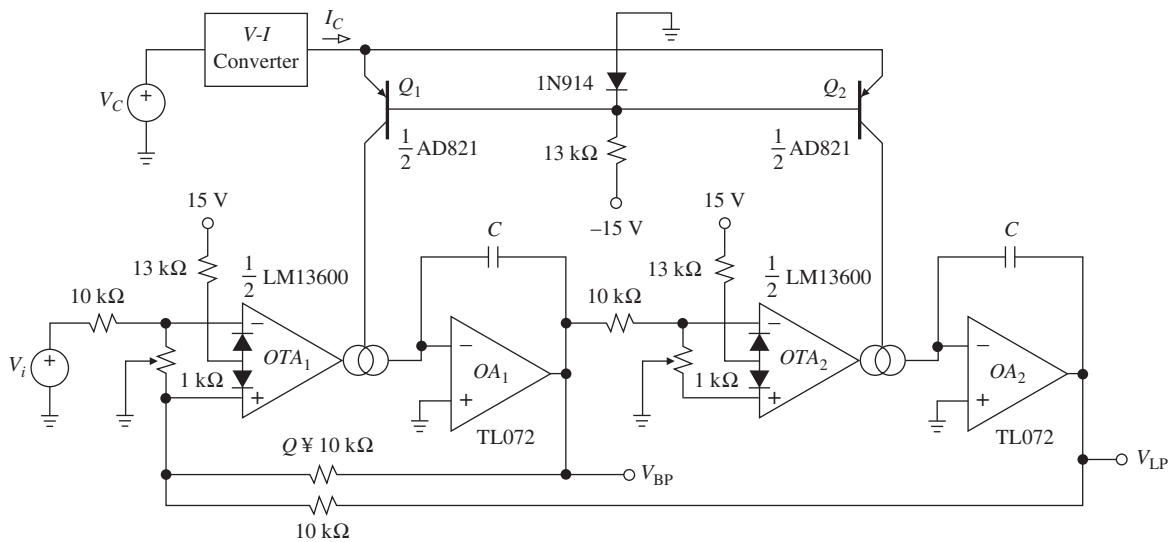 V-I
Converter
I_C
V_C
Q_1
1/2 AD821
1N914
13 kΩ
–15 V
Q_2
1/2 AD821
15 V
13 kΩ
1/2 LM13600
10 kΩ
V_i
1 kΩ
–
OTA_1
+
C
–
OA_1
+
TL072
15 V
13 kΩ
1/2 LM13600
10 kΩ
1 kΩ
–
OTA_2
+
C
–
OA_2
+
TL072
Q ¥ 10 kΩ
V_BP
10 kΩ
V_LP
+
+